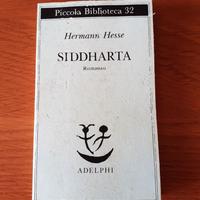 Piccola Biblioteca 32
Hermann Hesse
SIDDHARTA
Romanzo
ADELPHI